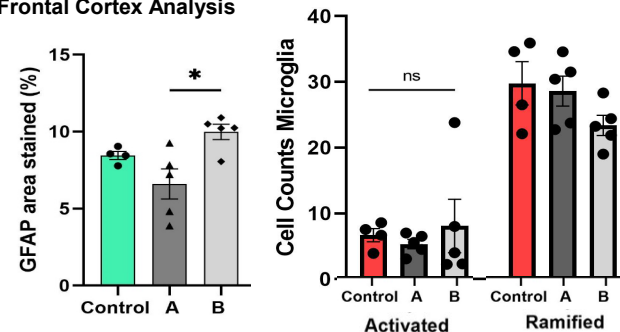 Frontal Cortex Analysis
GFAP area stained (%)
15
10
5
0
*
Control A B
Cell Counts Microglia
40
30
20
10
0
ns
Control A B Control A B
Activated Ramified